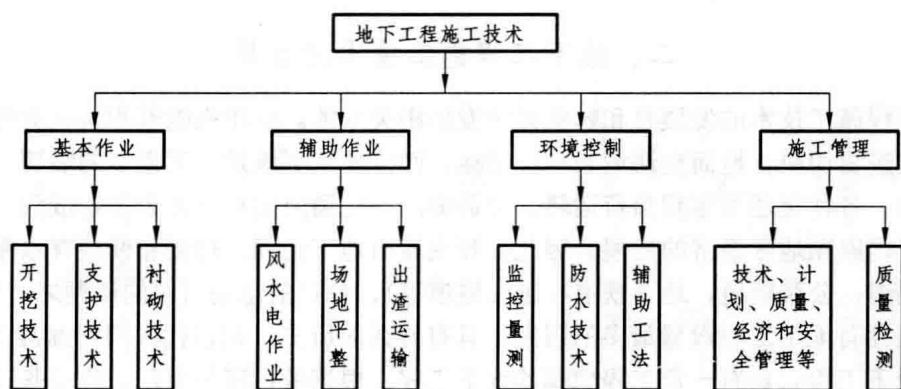 地下工程施工技术
基本作业
辅助作业
环境控制
施工管理
开挖技术
支护技术
衬砌技术
风水电作业
场地平整
出渣运输
监控量测
防水技术
辅助工法
技术、计
划、质量、
经济和安
全管理等
质量检测